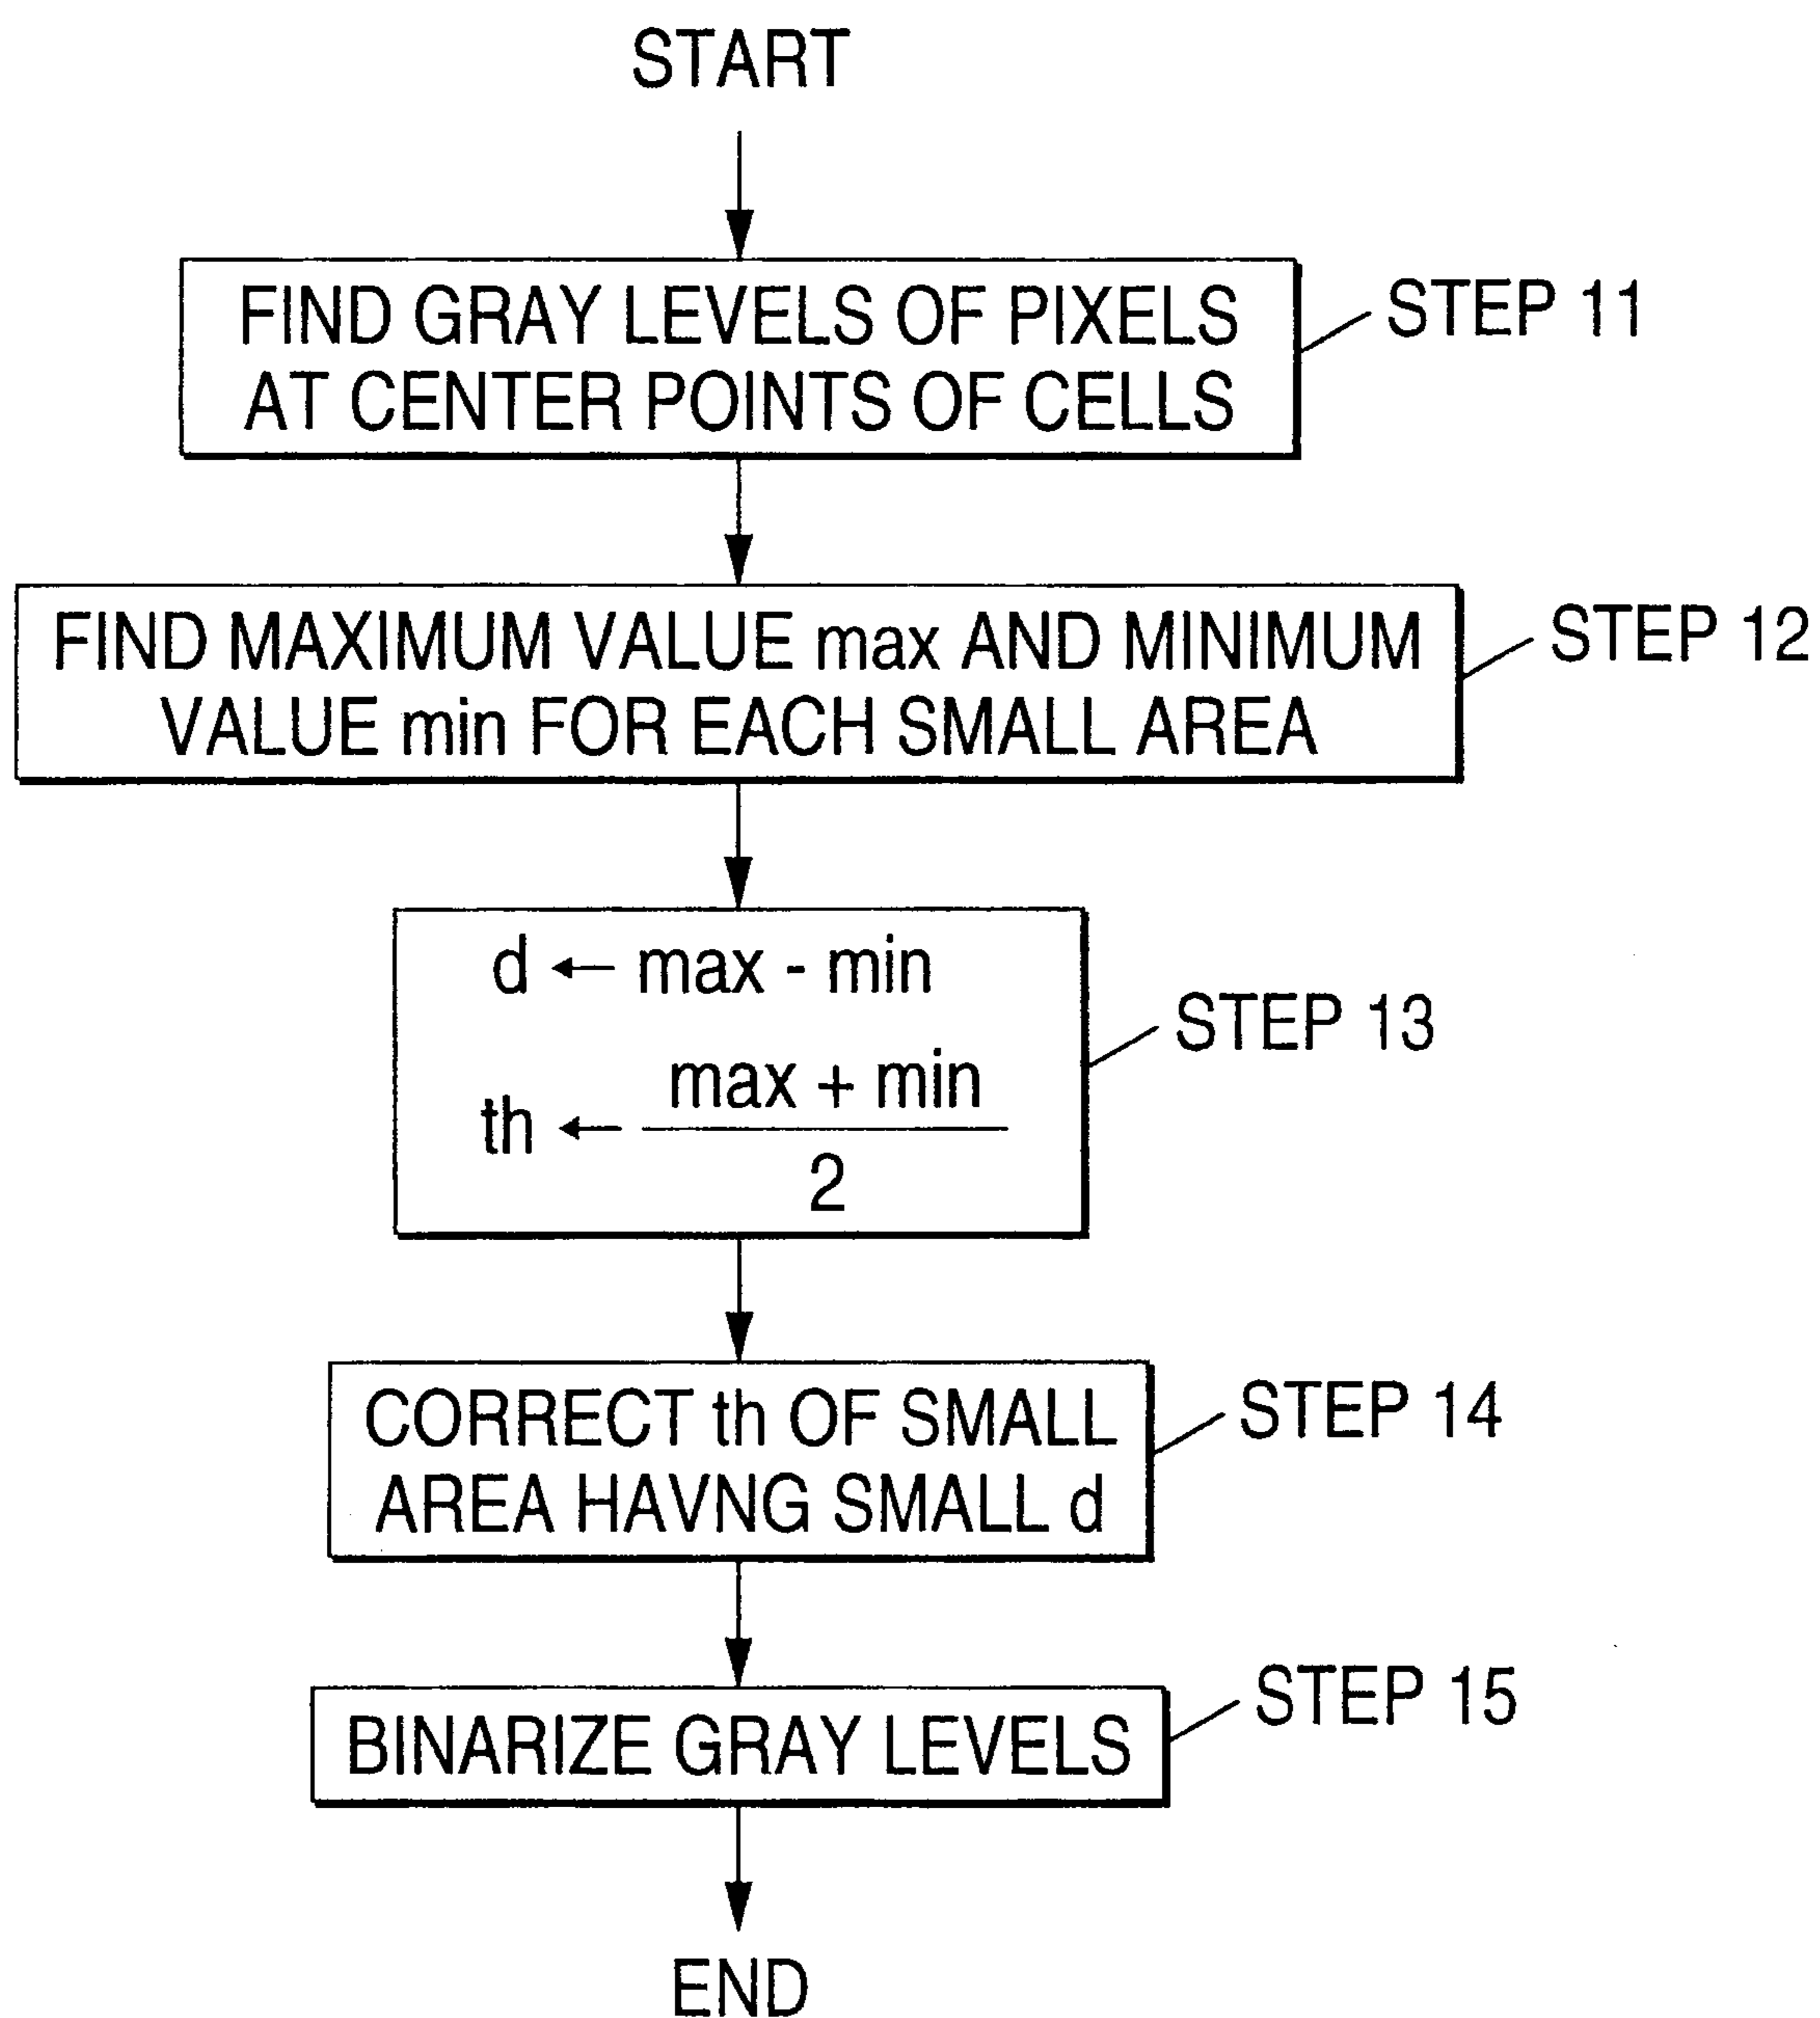 START
FIND GRAY LEVELS OF PIXELS
AT CENTER POINTS OF CELLS
STEP 11
FIND MAXIMUM VALUE max AND MINIMUM
VALUE min FOR EACH SMALL AREA
STEP 12
d ← max - min
th ← max + min
2
STEP 13
CORRECT th OF SMALL
AREA HAVNG SMALL d
STEP 14
BINARIZE GRAY LEVELS
STEP 15
END